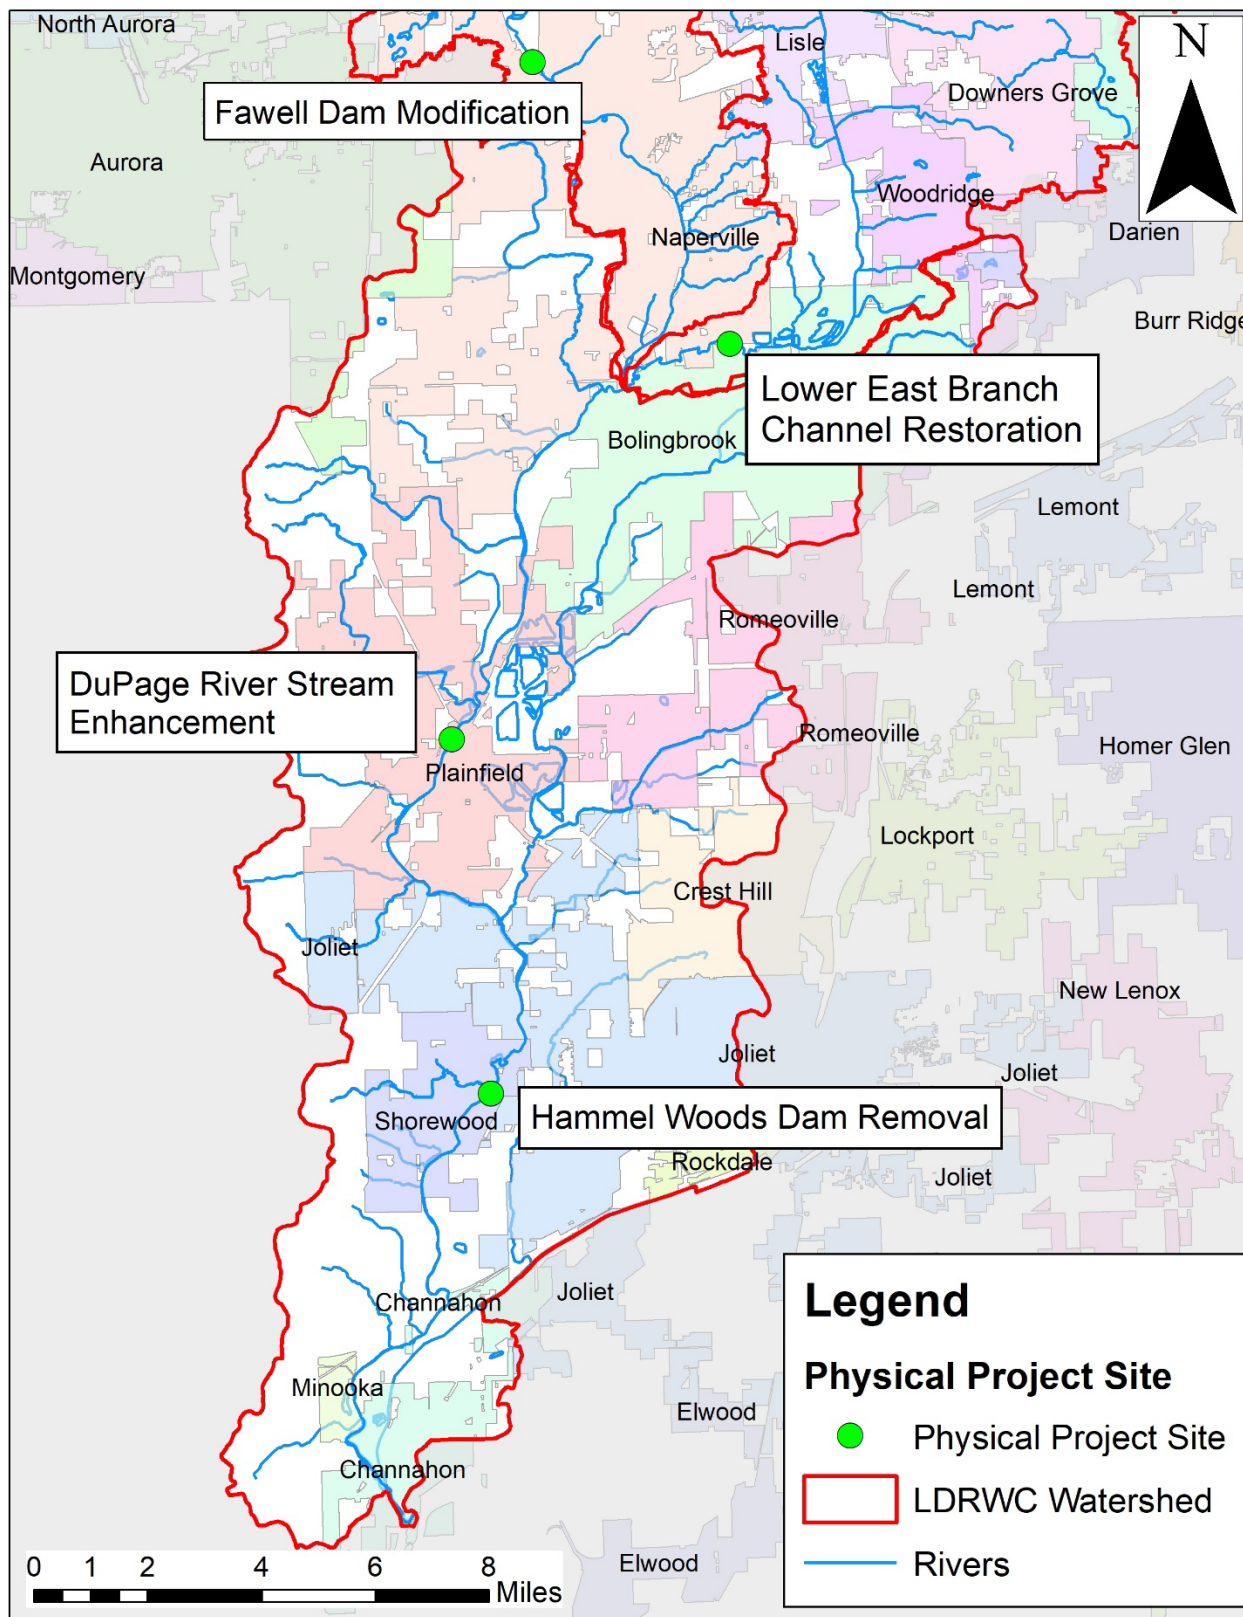 North Aurora
Lisle
N
Downers Grove
Fawell Dam Modification
Aurora
Woodridge
Naperville
Darien
Montgomery
Burr Ridge
Lower East Branch
Channel Restoration
Bolingbrook
Lemont
Lemont
Romeoville
DuPage River Stream
Enhancement
Romeoville
Homer Glen
Plainfield
Lockport
Crest Hill
Joliet
New Lenox
Joliet
Joliet
Shorewood
Hammel Woods Dam Removal
Rockdale
Joliet
Joliet
Channahon
Minooka
Elwood
Channahon
Elwood
Legend
Physical Project Site
Physical Project Site
LDRWC Watershed
Rivers
0 1 2 4 6 8
Miles